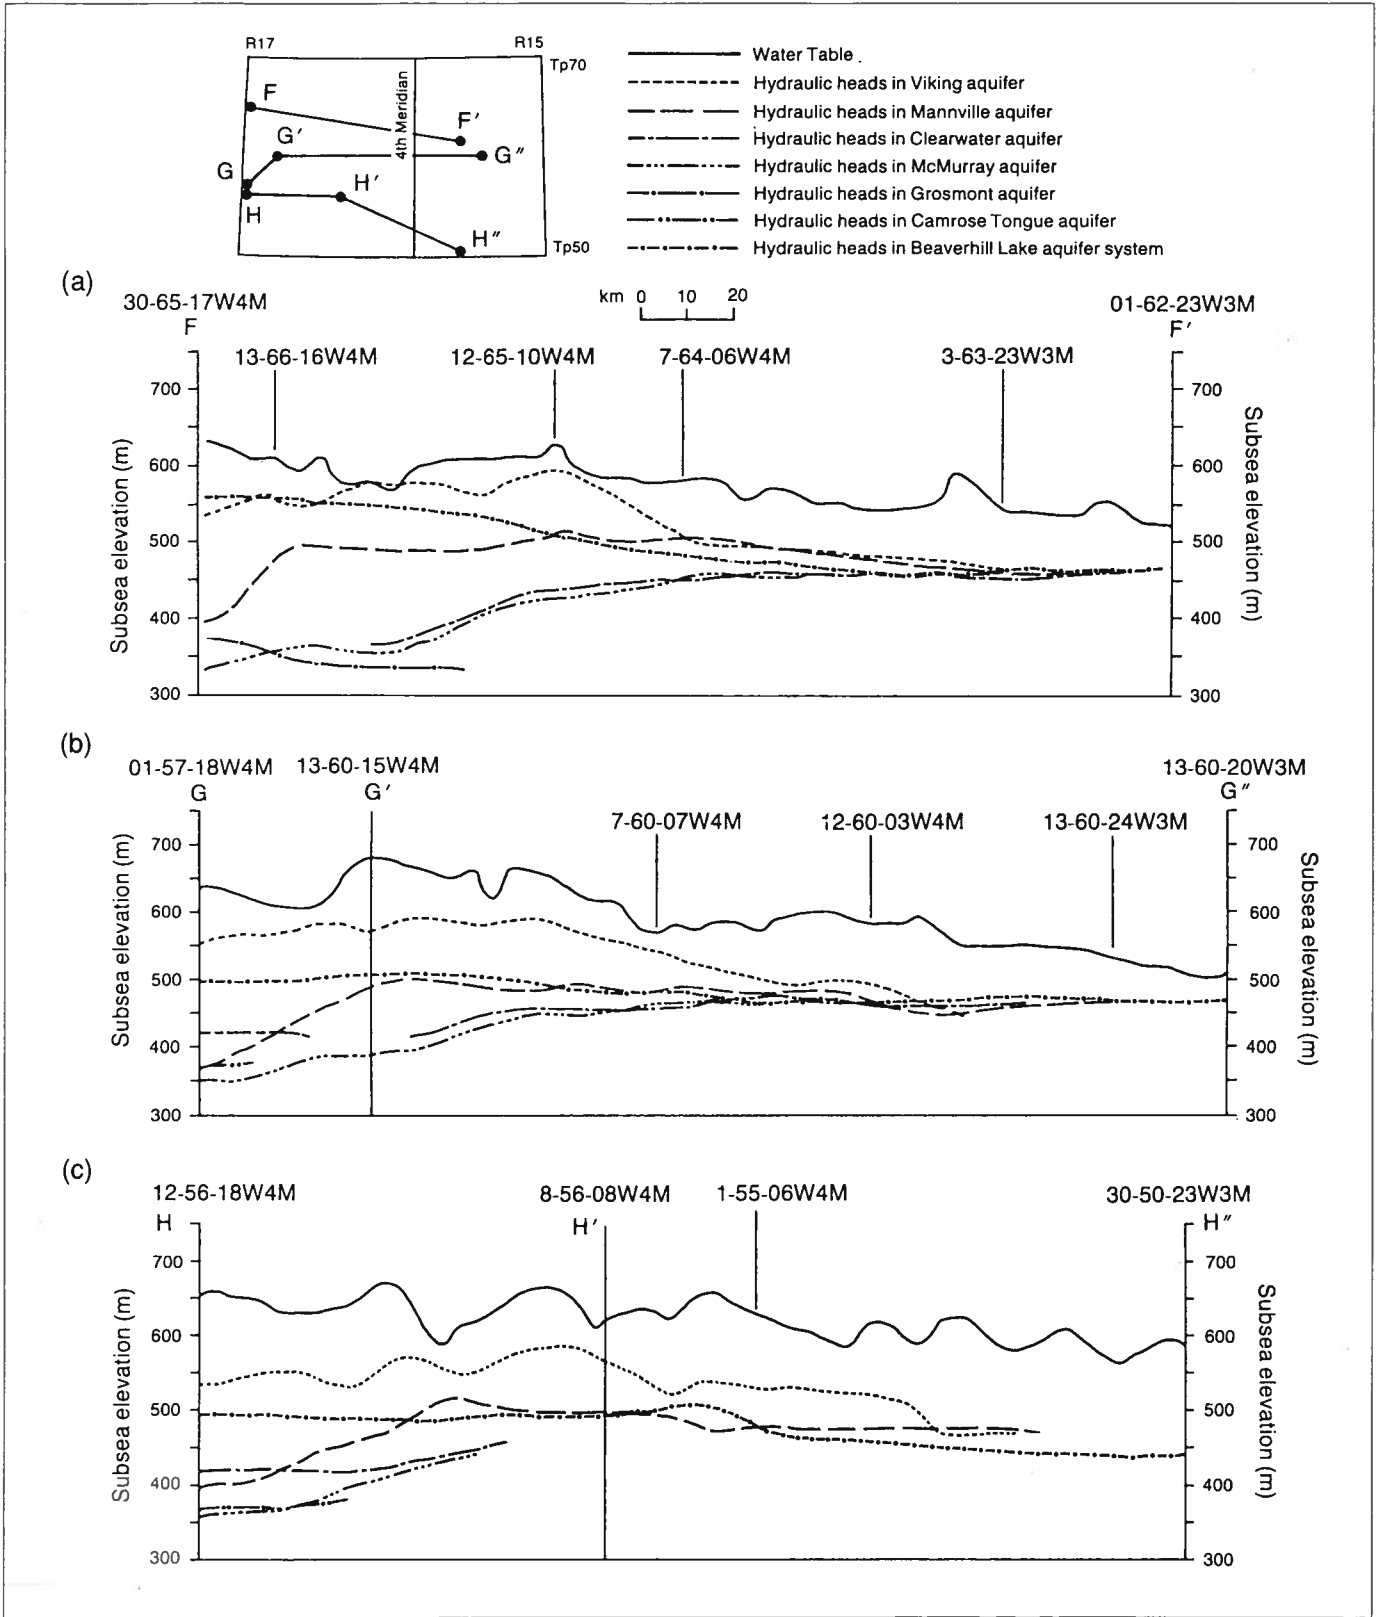 R17 R15
Tp70
F
F'
G'
G"
G
H'
H
H"
4th Meridian
Tp50
Water Table
Hydraulic heads in Viking aquifer
Hydraulic heads in Mannville aquifer
Hydraulic heads in Clearwater aquifer
Hydraulic heads in McMurray aquifer
Hydraulic heads in Grosmont aquifer
Hydraulic heads in Camrose Tongue aquifer
Hydraulic heads in Beaverhill Lake aquifer system
(a)
30-65-17W4M
F
km 0 10 20
01-62-23W3M
F'
13-66-16W4M 12-65-10W4M 7-64-06W4M 3-63-23W3M
Subsea elevation (m)
700
600
500
400
300
700
600
500
400
300
Subsea elevation (m)
(b)
01-57-18W4M 13-60-15W4M 13-60-20W3M
G G' G"
7-60-07W4M 12-60-03W4M 13-60-24W3M
Subsea elevation (m)
700
600
500
400
300
700
600
500
400
300
Subsea elevation (m)
(c)
12-56-18W4M 8-56-08W4M 1-55-06W4M 30-50-23W3M
H H' H"
Subsea elevation (m)
700
600
500
400
300
700
600
500
400
300
Subsea elevation (m)